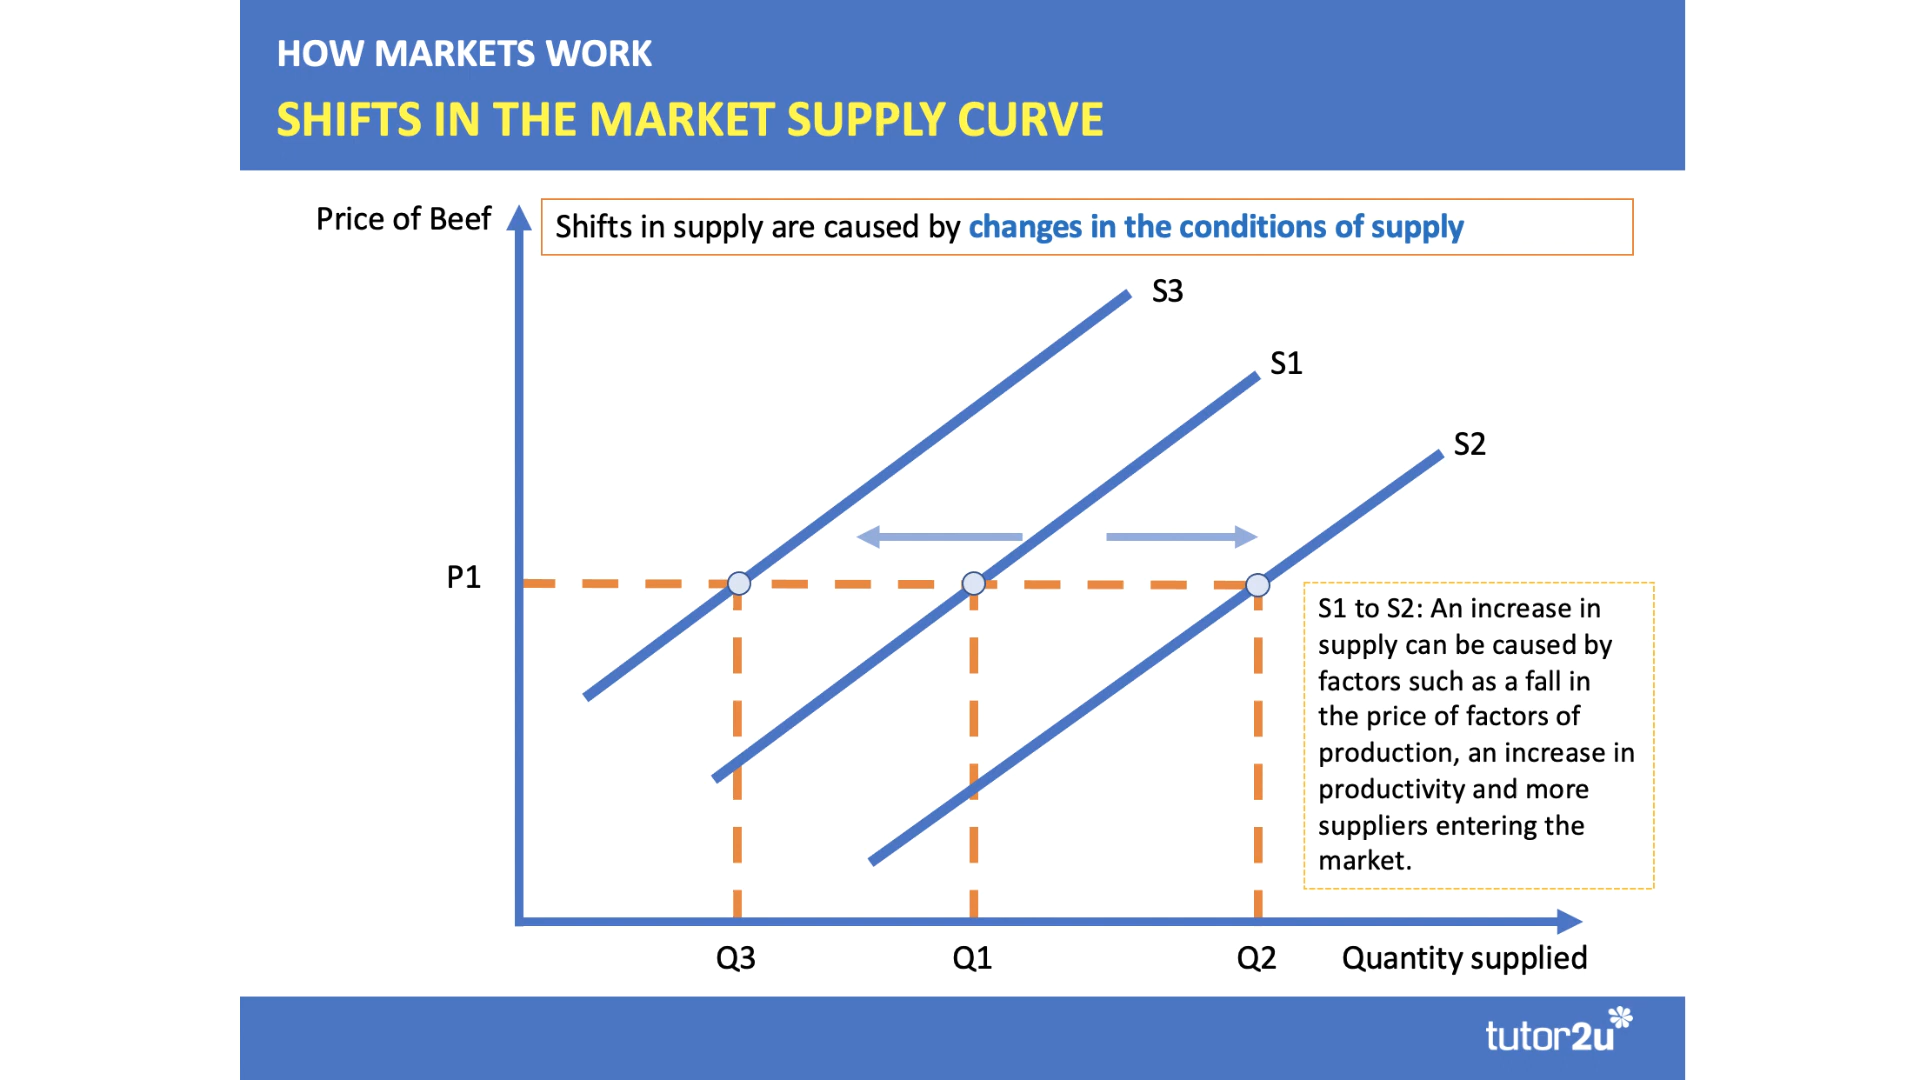 HOW MARKETS WORK
SHIFTS IN THE MARKET SUPPLY CURVE
Price of Beef
Shifts in supply are caused by changes in the conditions of supply
S3
S1
S2
P1
S1 to S2: An increase in
supply can be caused by
factors such as a fall in
the price of factors of
production, an increase in
productivity and more
suppliers entering the
market.
Q3
Q1
Q2
Quantity supplied
tutor2u